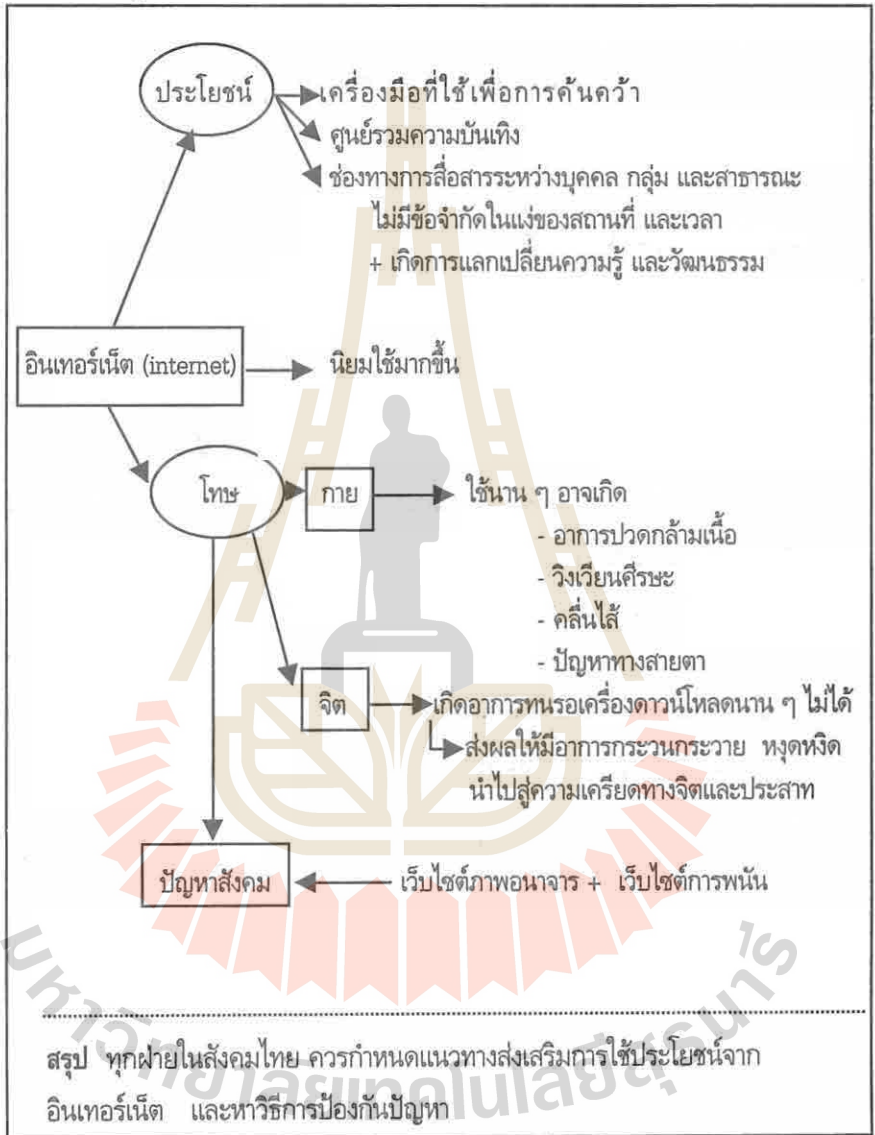 ประโยชน์
เครื่องมือที่ใช้เพื่อการค้นคว้า
ศูนย์รวมความบันเทิง
ช่องทางการสื่อสารระหว่างบุคคล กลุ่ม และสาธารณะ
ไม่มีข้อจำกัดในแง่ของสถานที่ และเวลา
+ เกิดการแลกเปลี่ยนความรู้ และวัฒนธรรม
อินเทอร์เน็ต (internet)
นิยมใช้มากขึ้น
โทษ
กาย
ใช้นาน ๆ อาจเกิด
- อาการปวดกล้ามเนื้อ
- วิงเวียนศีรษะ
- คลื่นไส้
- ปัญหาทางสายตา
จิต
เกิดอาการทนรอเครื่องดาวน์โหลดนาน ๆ ไม่ได้
ส่งผลให้มีอาการกระวนกระวาย หงุดหงิด
นำไปสู่ความเครียดทางจิตและประสาท
ปัญหาสังคม
เว็บไซต์ภาพอนาจาร + เว็บไซต์การพนัน
สรุป ทุกฝ่ายในสังคมไทย ควรกำหนดแนวทางส่งเสริมการใช้ประโยชน์จาก
อินเทอร์เน็ต และหาวิธีการป้องกันปัญหา
มหาวิทยาลัยเทคโนโลยีสุรนารี